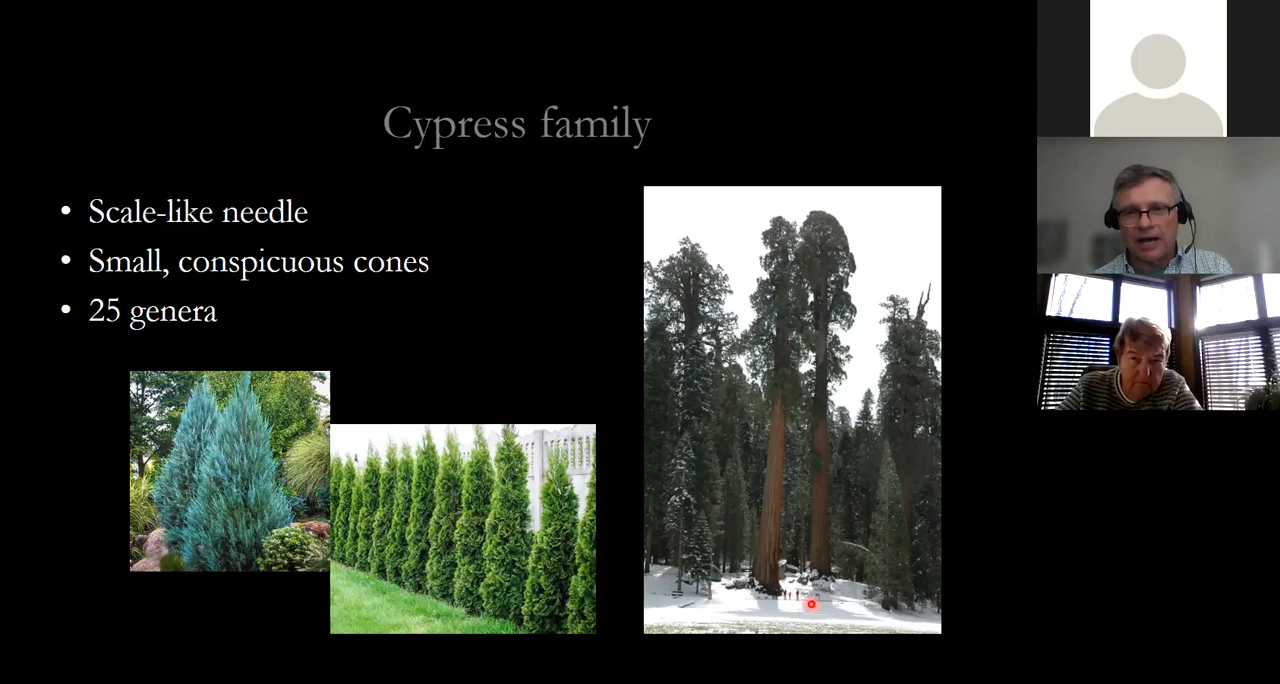 Cypress family
• Scale-like needle
• Small, conspicuous cones
• 25 genera